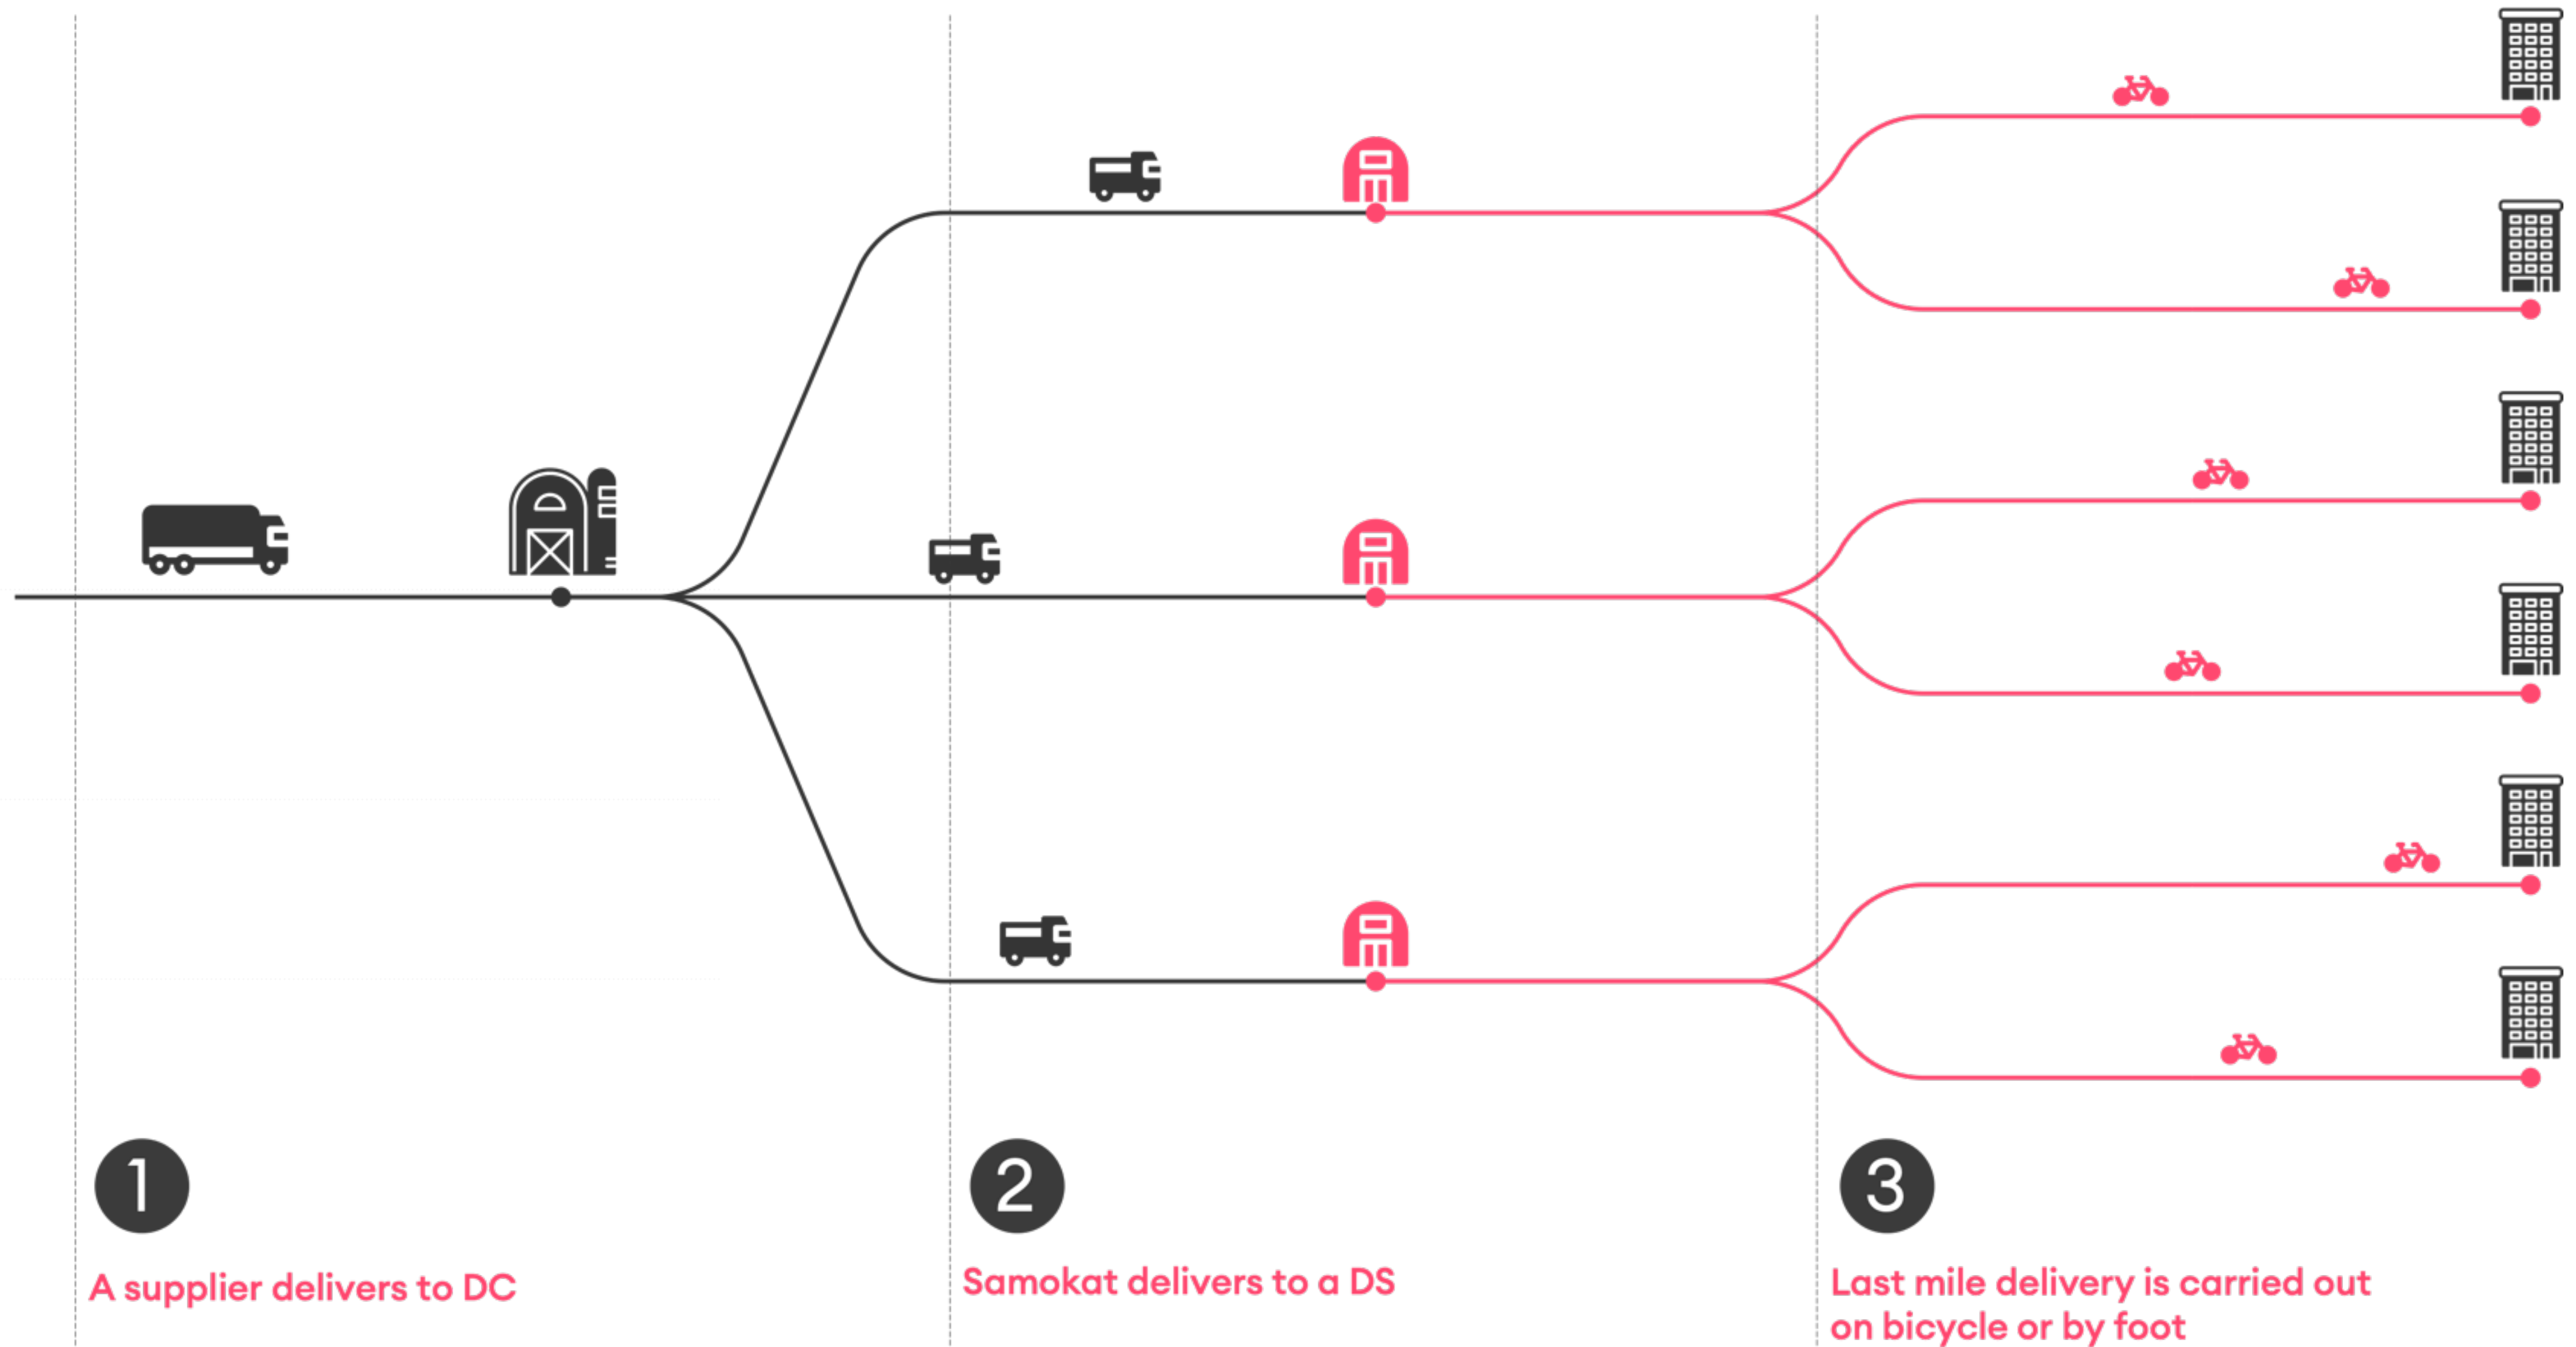 1
A supplier delivers to DC
2
Samokat delivers to a DS
3
Last mile delivery is carried out
on bicycle or by foot